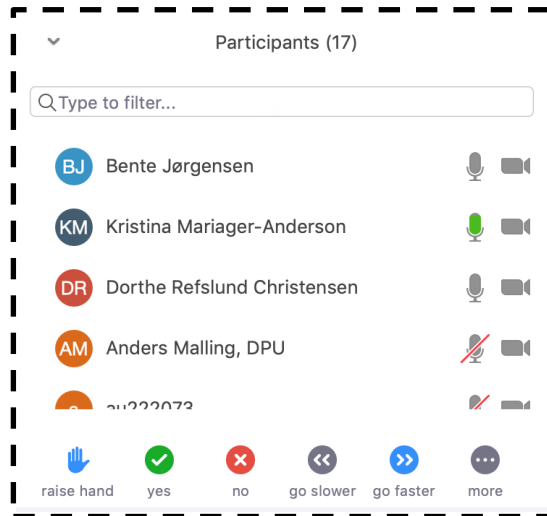 Participants (17)
Type to filter...
BJ Bente Jørgensen
KM Kristina Mariager-Anderson
DR Dorthe Refslund Christensen
AM Anders Malling, DPU
a au222073
raise hand yes no go slower go faster more